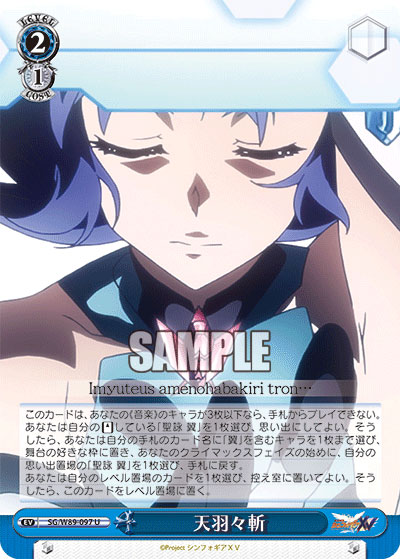 LEVEL
2
1
COST
SAMPLE
Imyuteus amenohabakiri tron…
このカードは、あなたの《音楽》のキャラが3枚以下なら、手札からプレイできない。
あなたは自分の[*]している「聖詠 翼」を1枚選び、思い出にしてよい。そう
したら、あなたは自分の手札のカード名に「翼」を含むキャラを1枚まで選び、
舞台の好きな枠に置き、あなたのクライマックスフェイズの始めに、自分の
思い出置場の「聖詠 翼」を1枚選び、手札に戻す。
あなたは自分のレベル置場のカードを1枚選び、控え室に置いてよい。そうし
たら、このカードをレベル置場に置く。
EV SG/W89-097 U 天羽々斬 XV
©Project シンフォギアXV